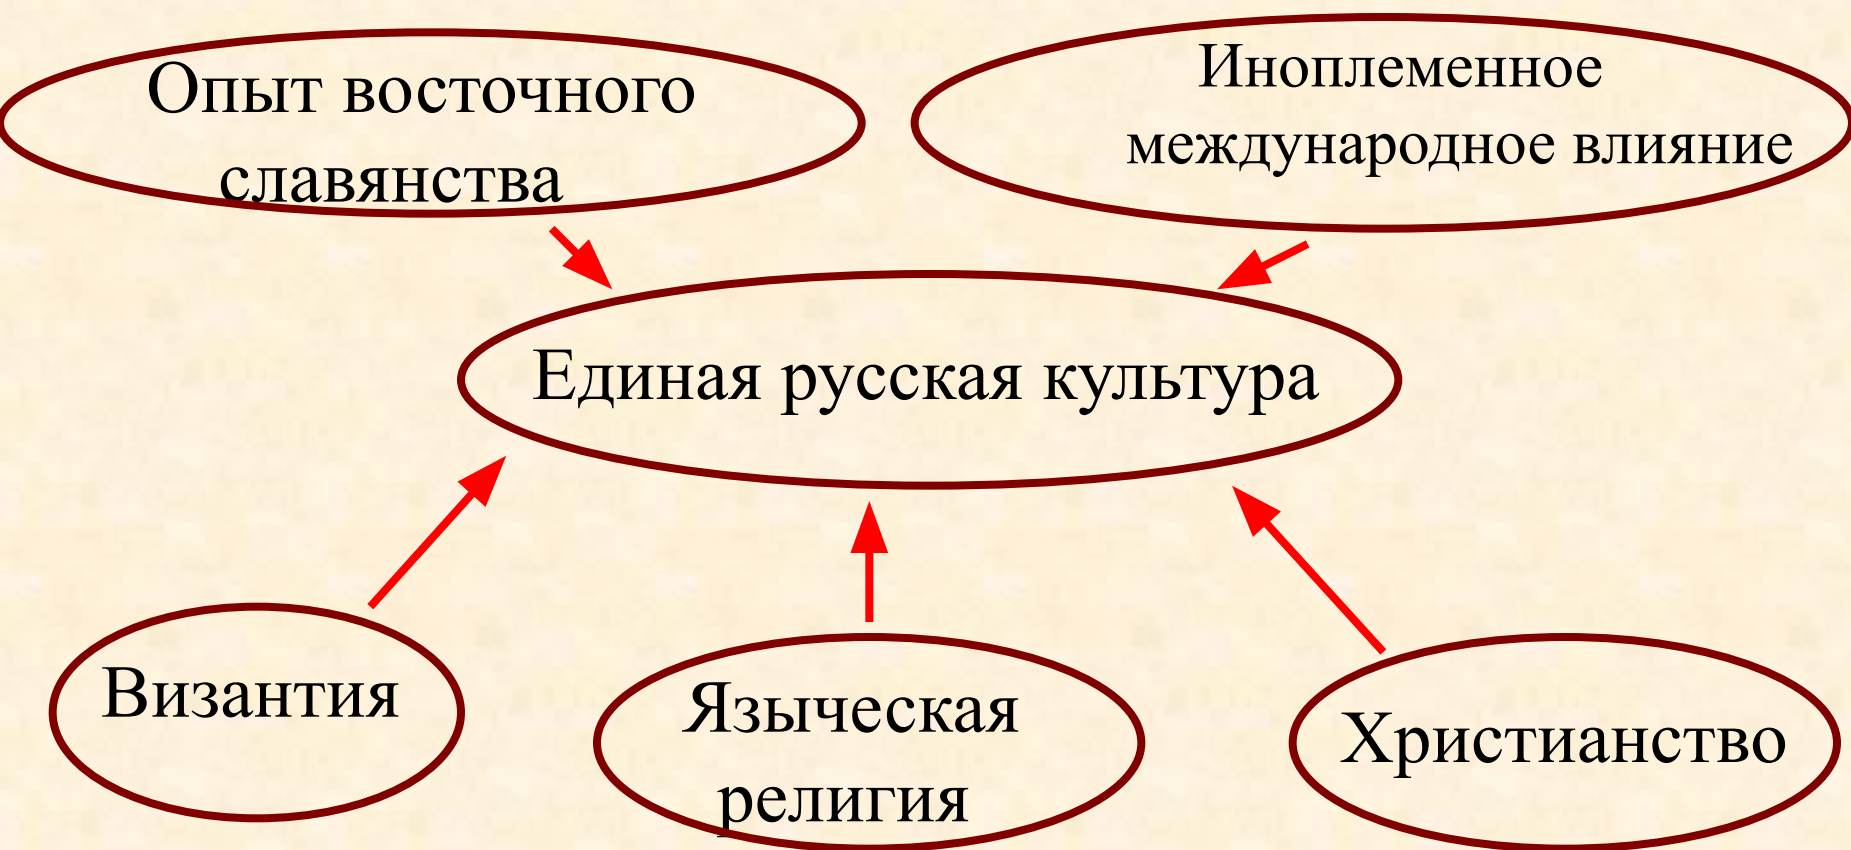 Опыт восточного
славянства
Иноплеменное
международное влияние
Единая русская культура
Византия
Языческая
религия
Христианство